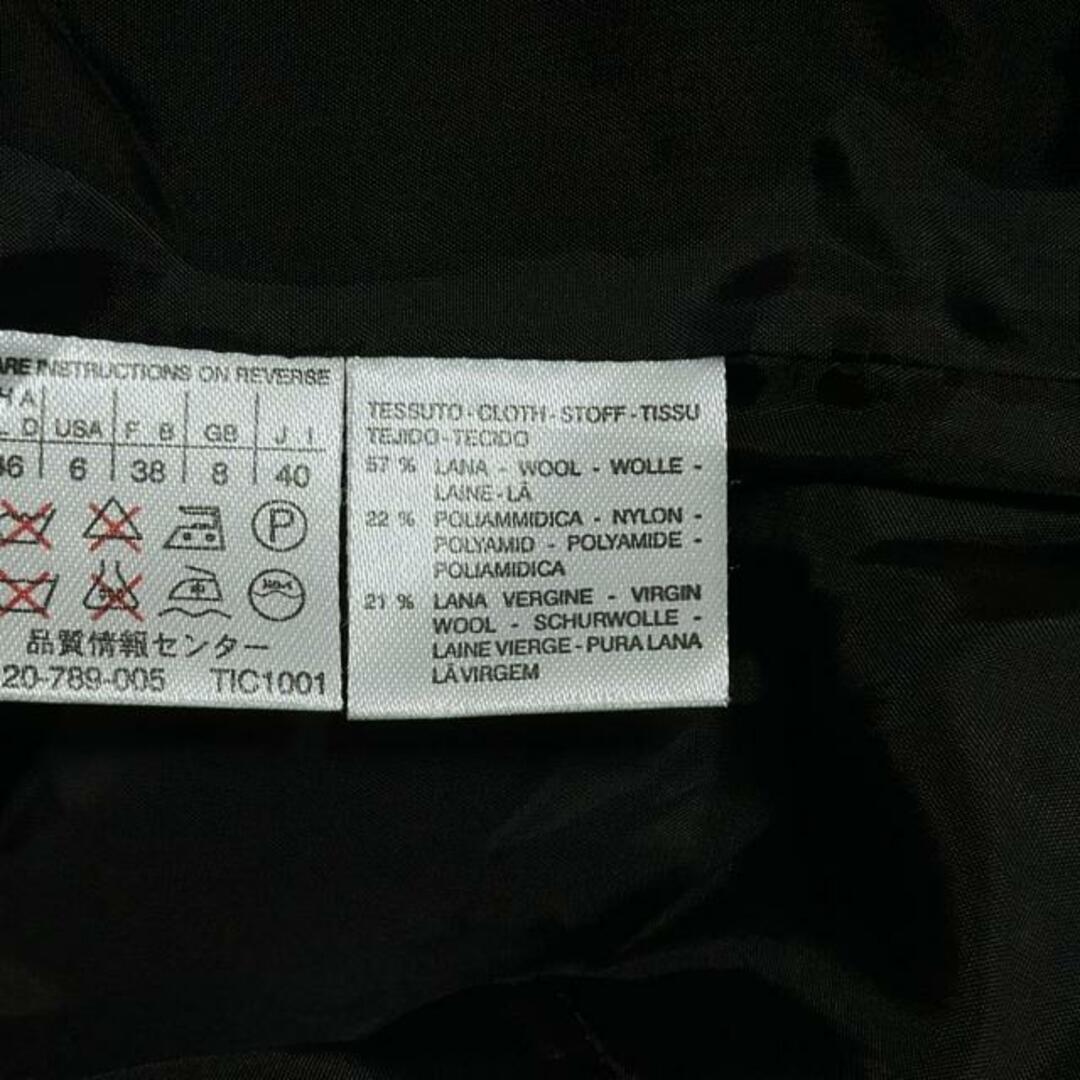 ARE INSTRUCTIONS ON REVERSE
H A
L D USA F B GB J I
36 6 38 8 40
P
品質情報センター
20-789-005 TIC1001
TESSUTO - CLOTH - STOFF - TISSU
TEJIDO - TECIDO
57 % LANA - WOOL - WOLLE -
LAINE - LÃ
22 % POLIAMMIDICA - NYLON -
POLYAMID - POLYAMIDE -
POLIAMIDICA
21 % LANA VERGINE - VIRGIN
WOOL - SCHURWOLLE -
LAINE VIERGE - PURA LANA
LÃ VIRGEM